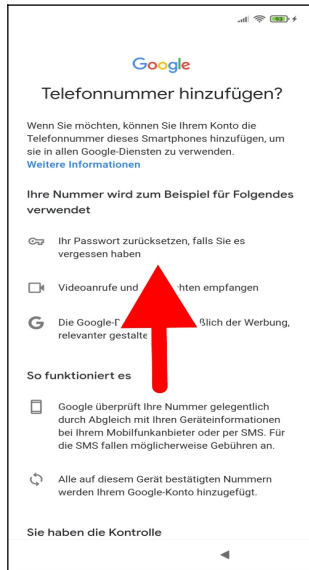 Google
Telefonnummer hinzufügen?
Wenn Sie möchten, können Sie Ihrem Konto die
Telefonnummer dieses Smartphones hinzufügen, um
sie in allen Google-Diensten zu verwenden.
Weitere Informationen
Ihre Nummer wird zum Beispiel für Folgendes
verwendet
Ihr Passwort zurücksetzen, falls Sie es
vergessen haben
Videoanrufe und
empfangen
G Die
der Werbung,
relevanter
So funktioniert es
Google überprüft Ihre Nummer gelegentlich
durch Abgleich mit Ihren Geräteinformationen
bei Ihrem Mobilfunkanbieter oder per SMS. Für
die SMS fallen möglicherweise Gebühren an.
Alle auf diesem Gerät bestätigten Nummern
werden Ihrem Google-Konto hinzugefügt.
Sie haben die Kontrolle